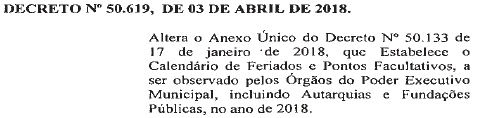 DECRETO Nº 50.619, DE 03 DE ABRIL DE 2018.
Altera o Anexo Único do Decreto Nº 50.133 de
17 de janeiro de 2018, que Estabelece o
Calendário de Feriados e Pontos Facultativos, a
ser observado pelos Órgãos do Poder Executivo
Municipal, incluindo Autarquias e Fundações
Públicas, no ano de 2018.